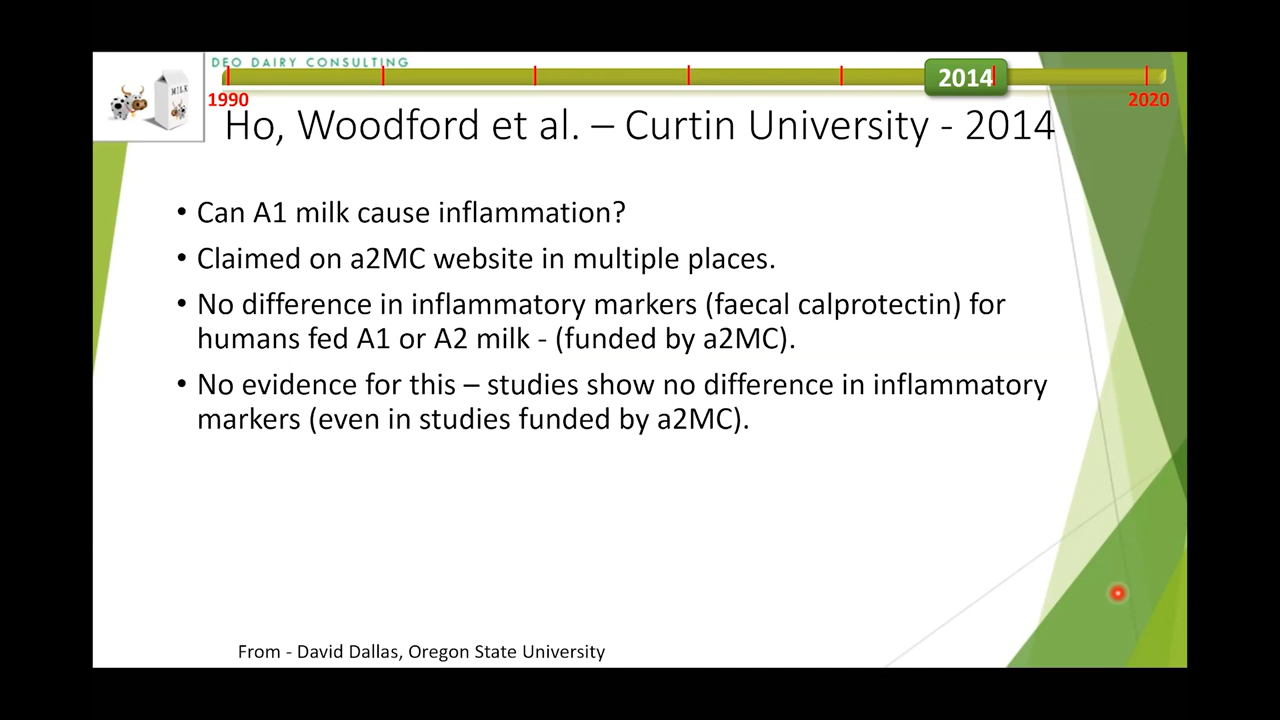 DEO DAIRY CONSULTING
MILK
2014
1990
2020
Ho, Woodford et al. – Curtin University - 2014
• Can A1 milk cause inflammation?
• Claimed on a2MC website in multiple places.
• No difference in inflammatory markers (faecal calprotectin) for
humans fed A1 or A2 milk - (funded by a2MC).
• No evidence for this – studies show no difference in inflammatory
markers (even in studies funded by a2MC).
From - David Dallas, Oregon State University